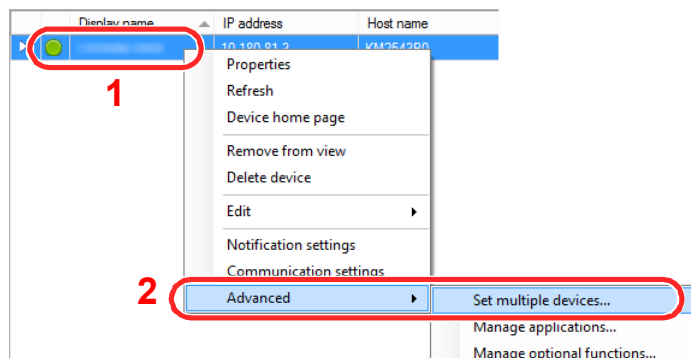 Display name IP address Host name
10.180.81.2 KM2542B0
1
Properties
Refresh
Device home page
Remove from view
Delete device
Edit
Notification settings
Communication settings
2 Advanced Set multiple devices...
Manage applications...
Manage optional functions...